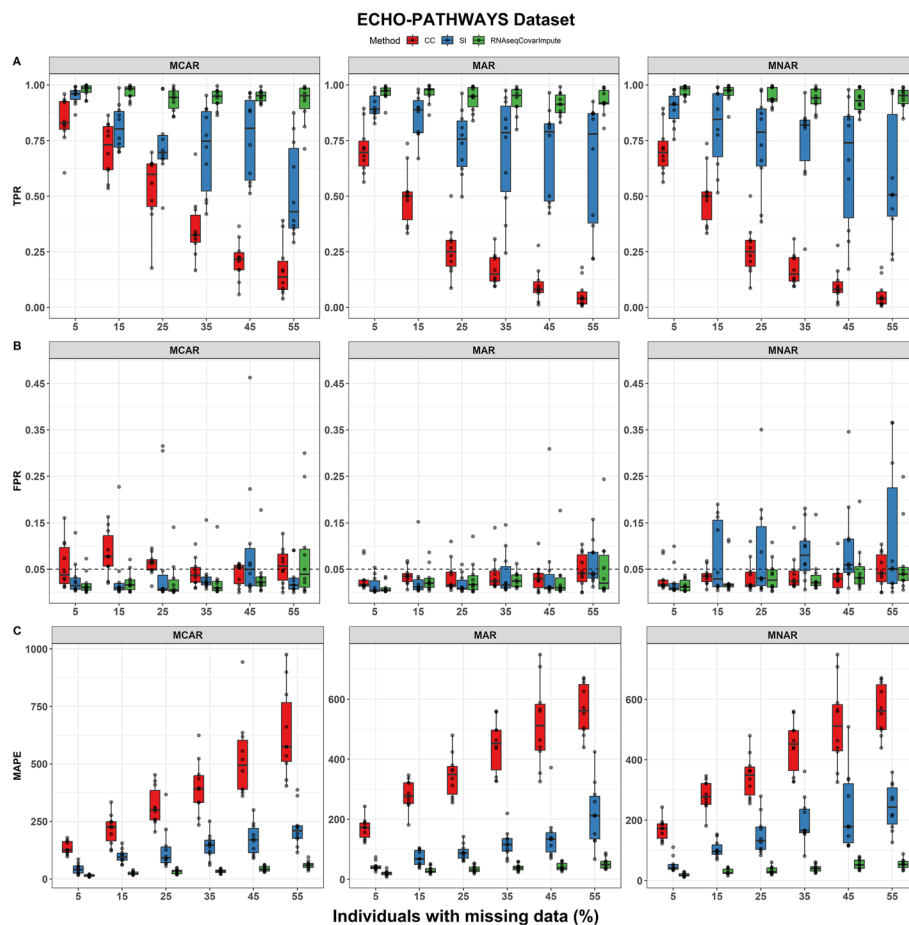 ECHO-PATHWAYS Dataset
Method CC SI RNAseqCovarImpute
A
MCAR MAR MNAR
TPR
1.00 1.00 1.00
0.75 0.75 0.75
0.50 0.50 0.50
0.25 0.25 0.25
0.00 0.00 0.00
5 15 25 35 45 55 5 15 25 35 45 55 5 15 25 35 45 55
B
MCAR MAR MNAR
FPR
0.45 0.45 0.45
0.35 0.35 0.35
0.25 0.25 0.25
0.15 0.15 0.15
0.05 0.05 0.05
5 15 25 35 45 55 5 15 25 35 45 55 5 15 25 35 45 55
C
MCAR MAR MNAR
MAPE
1000
750 600 600
500 400 400
250 200 200
0 0 0
5 15 25 35 45 55 5 15 25 35 45 55 5 15 25 35 45 55
Individuals with missing data (%)